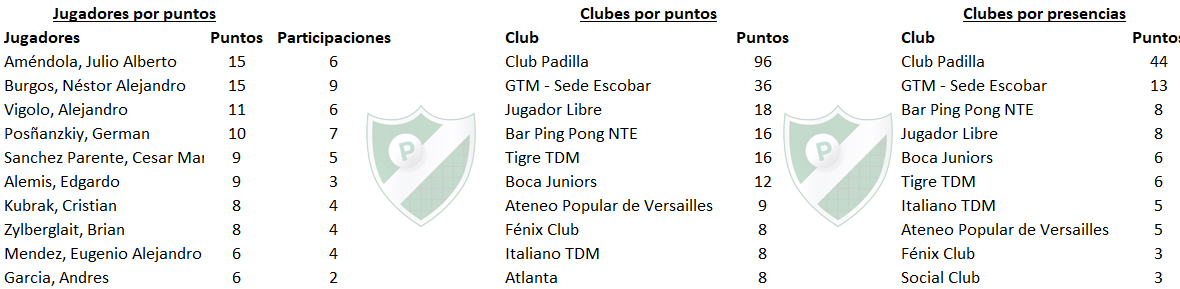 Jugadores por puntos
Jugadores Puntos Participaciones
Améndola, Julio Alberto 15 6
Burgos, Néstor Alejandro 15 9
Vigolo, Alejandro 11 6
Posñanzkiy, German 10 7
Sanchez Parente, Cesar Mar 9 5
Alemis, Edgardo 9 3
Kubrak, Cristian 8 4
Zylberglait, Brian 8 4
Mendez, Eugenio Alejandro 6 4
Garcia, Andres 6 2
P
Clubes por puntos
Club Puntos
Club Padilla 96
GTM - Sede Escobar 36
Jugador Libre 18
Bar Ping Pong NTE 16
Tigre TDM 16
Boca Juniors 12
Ateneo Popular de Versailles 9
Fénix Club 8
Italiano TDM 8
Atlanta 8
P
Clubes por presencias
Club Puntos
Club Padilla 44
GTM - Sede Escobar 13
Bar Ping Pong NTE 8
Jugador Libre 8
Boca Juniors 6
Tigre TDM 6
Italiano TDM 5
Ateneo Popular de Versailles 5
Fénix Club 3
Social Club 3